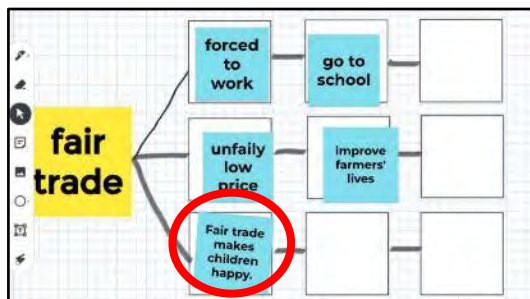 forced
to
work
go to
school
fair
trade
unfaily
low
price
improve
farmers'
lives
Fair trade
makes
children
happy.